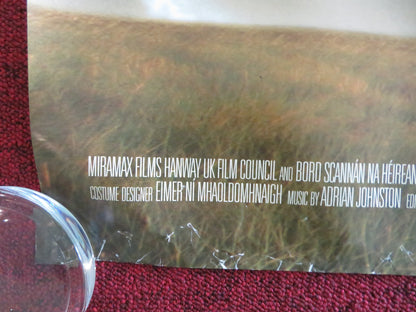 MIRAMAX FILMS HANWAY UK FILM COUNCIL AND BORD SCANNÁN NA HÉIREAN
COSTUME DESIGNER EIMER NÍ MHAOLDOMHNAIGH MUSIC BY ADRIAN JOHNSTON EDI